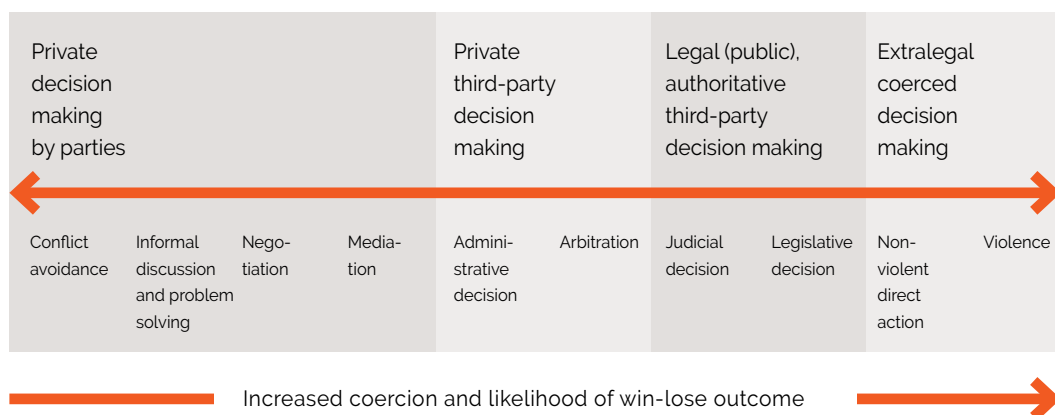 Private
decision
making
by parties
Private
third-party
decision
making
Legal (public),
authoritative
third-party
decision making
Extralegal
coerced
decision
making
Conflict
avoidance
Informal
discussion
and problem
solving
Nego-
tiation
Media-
tion
Admini-
strative
decision
Arbitration
Judicial
decision
Legislative
decision
Non-
violent
direct
action
Violence
Increased coercion and likelihood of win-lose outcome